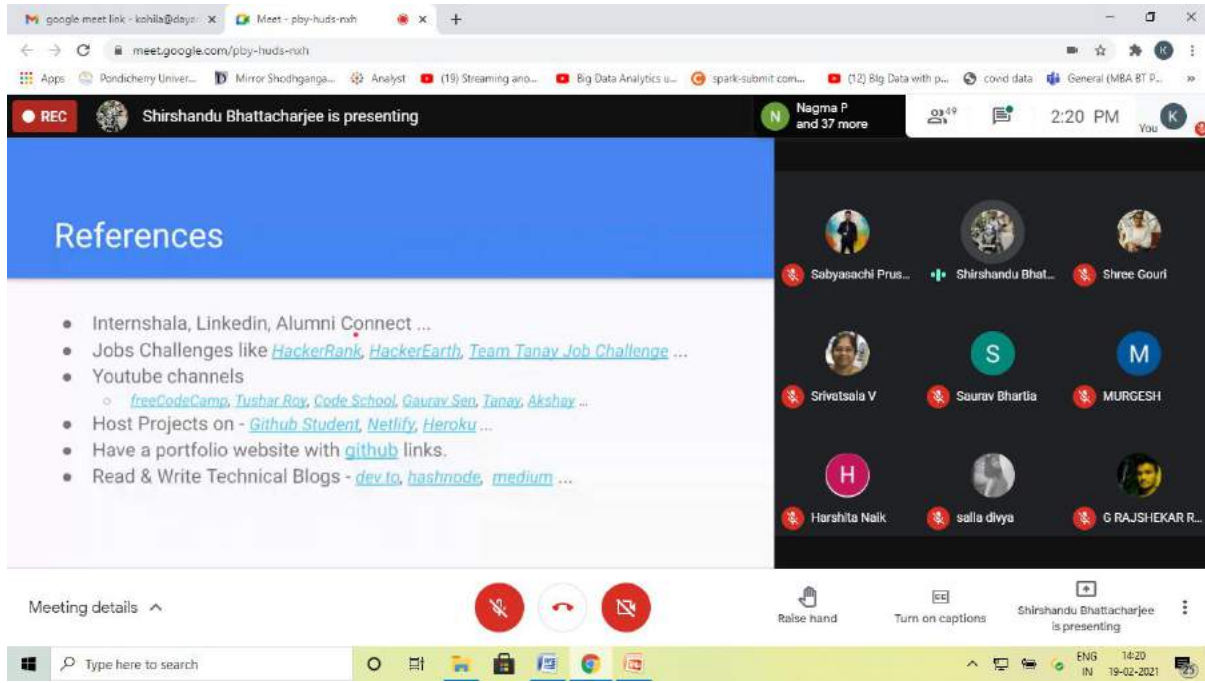 google meet link - kohila@daya
Meet - pby-huds-nxh
meet.google.com/pby-huds-nxh
K
Apps
Pondicherry Univer...
Mirror Shodhganga...
Analyst
(19) Streaming ano...
Big Data Analytics u...
spark-submit com...
(12) Big Data with p...
covid data
General (MBA BT P...
REC
Shirshandu Bhattacharjee is presenting
N
Nagma P
and 37 more
49
2:20 PM
You
K
References
Internshala, Linkedin, Alumni Connect ...
Jobs Challenges like HackerRank, HackerEarth, Team Tanay Job Challenge ...
Youtube channels
freeCodeCamp, Tushar Roy, Code School, Gaurav Sen, Tanay, Akshay ...
Host Projects on - Github Student, Netlify, Heroku ...
Have a portfolio website with github links.
Read & Write Technical Blogs - dev.to, hashnode, medium ...
Sabyasachi Prus...
Shirshandu Bhat...
Shree Gouri
S
M
Srivatsala V
Saurav Bhartia
MURGESH
H
Harshita Naik
salla divya
G RAJSHEKAR R...
Meeting details
Raise hand
CC
Turn on captions
Shirshandu Bhattacharjee
is presenting
Type here to search
ENG
IN
14:20
19-02-2021
25